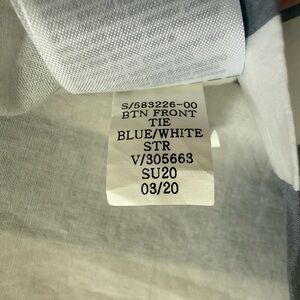 S/583226-00
BTN FRONT
TIE
BLUE/WHITE
STR
V/305663
SU20
03/20